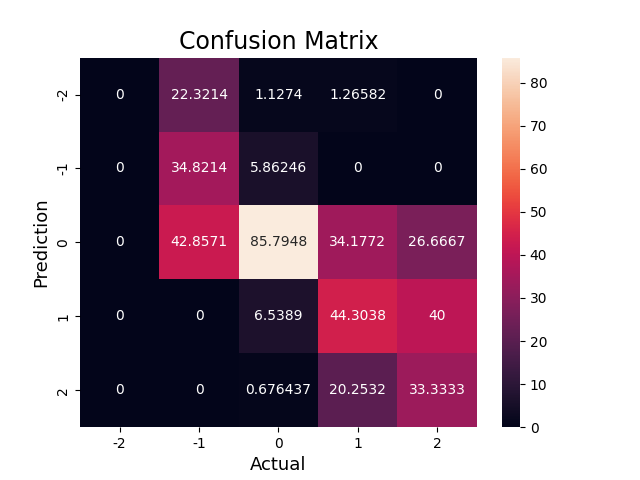 Confusion Matrix
-2 0 22.3214 1.1274 1.26582 0
-1 0 34.8214 5.86246 0 0
0 0 42.8571 85.7948 34.1772 26.6667
1 0 0 6.5389 44.3038 40
2 0 0 0.676437 20.2532 33.3333
-2 -1 0 1 2
Prediction
Actual
80
70
60
50
40
30
20
10
0